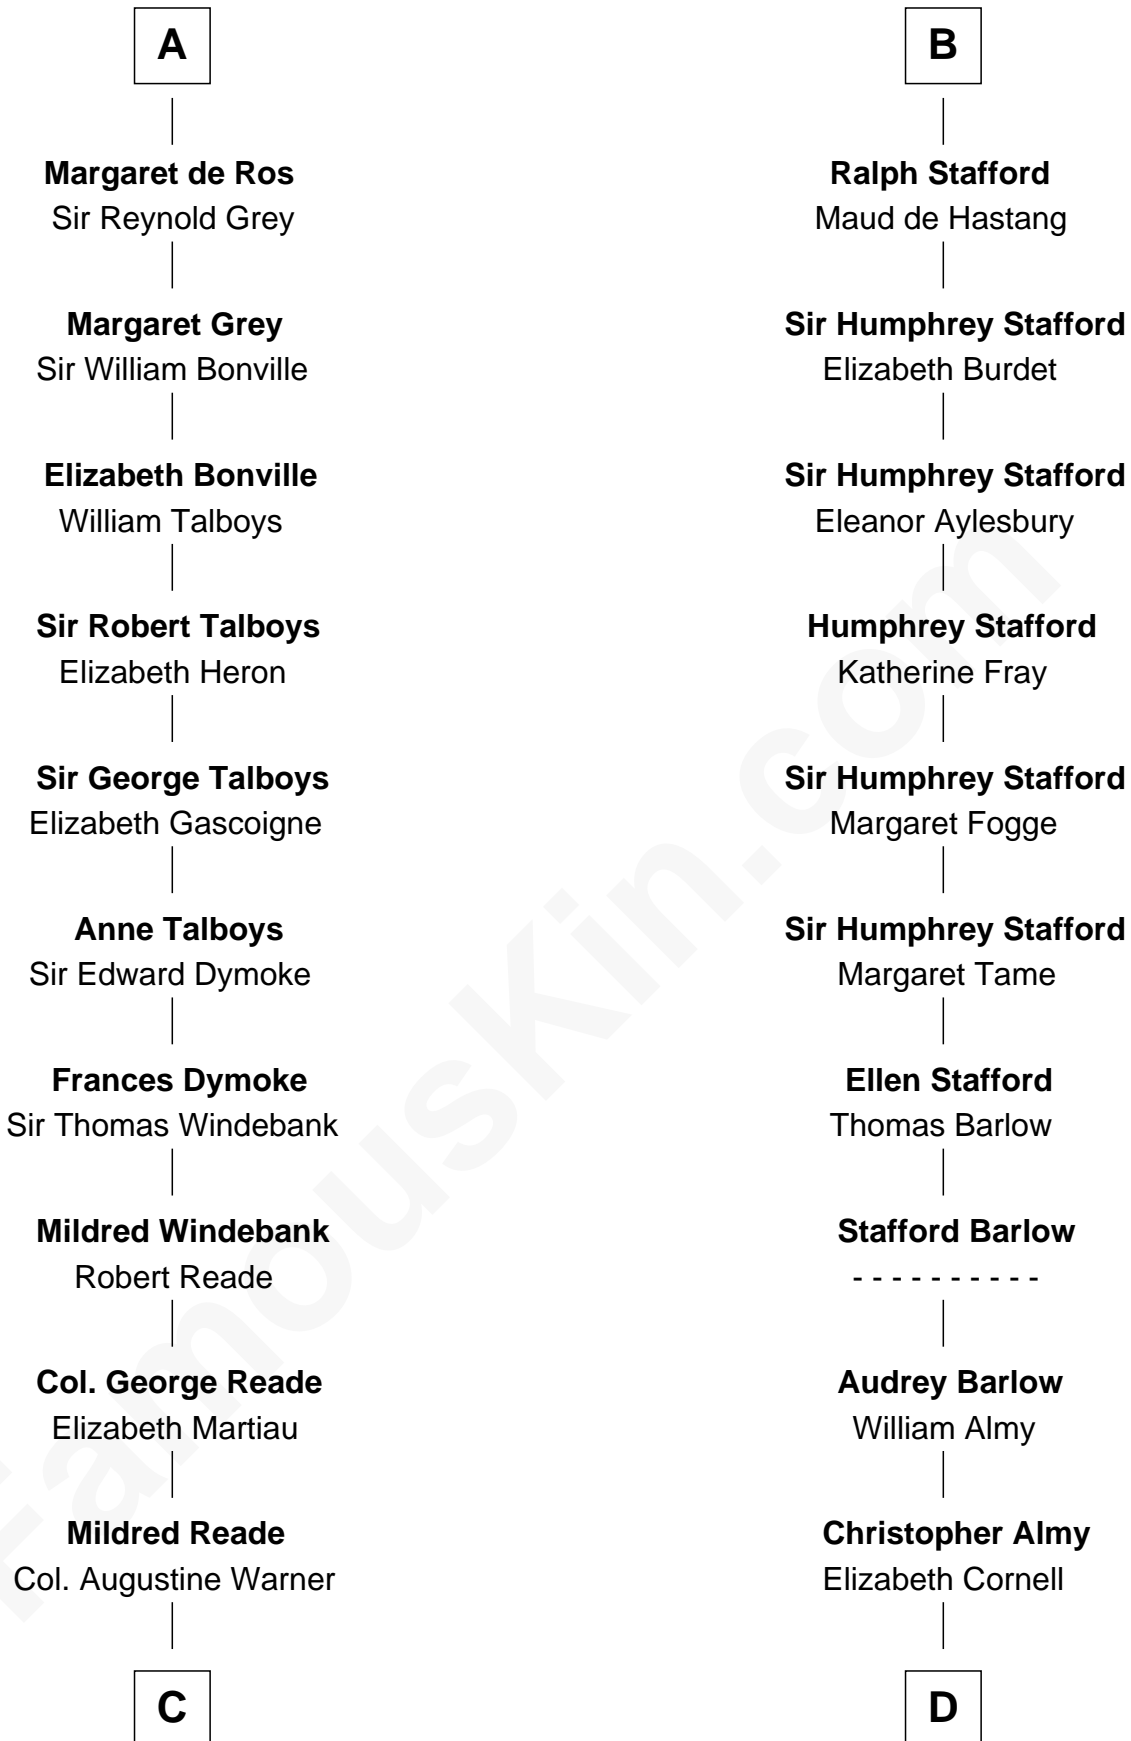 A
Margaret de Ros
Sir Reynold Grey
Margaret Grey
Sir William Bonville
Elizabeth Bonville
William Talboys
Sir Robert Talboys
Elizabeth Heron
Sir George Talboys
Elizabeth Gascoigne
Anne Talboys
Sir Edward Dymoke
Frances Dymoke
Sir Thomas Windebank
Mildred Windebank
Robert Reade
Col. George Reade
Elizabeth Martiau
Mildred Reade
Col. Augustine Warner
C
B
Ralph Stafford
Maud de Hastang
Sir Humphrey Stafford
Elizabeth Burdet
Sir Humphrey Stafford
Eleanor Aylesbury
Humphrey Stafford
Katherine Fray
Sir Humphrey Stafford
Margaret Fogge
Sir Humphrey Stafford
Margaret Tame
Ellen Stafford
Thomas Barlow
Stafford Barlow
- - - - - - - - - -
Audrey Barlow
William Almy
Christopher Almy
Elizabeth Cornell
D
FamousKin.com